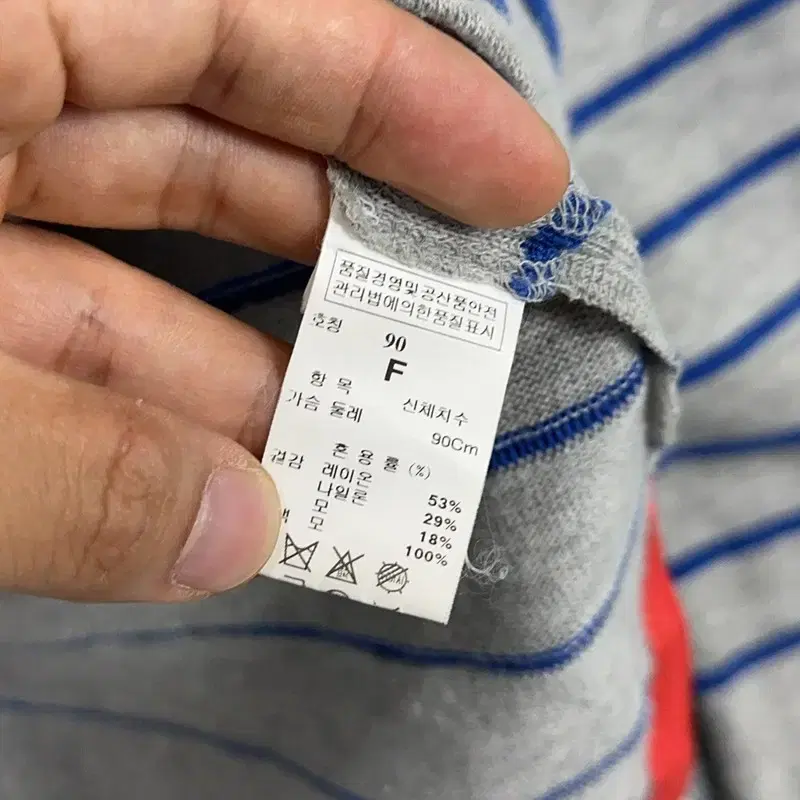 품질경영및공산품안전
관리법에의한품질표시
호칭 90
F
항 목 신체치수
가슴 둘레 90Cm
혼 용 률 (%)
겉감 레이온 53%
나일론 29%
모 18%
모 100%